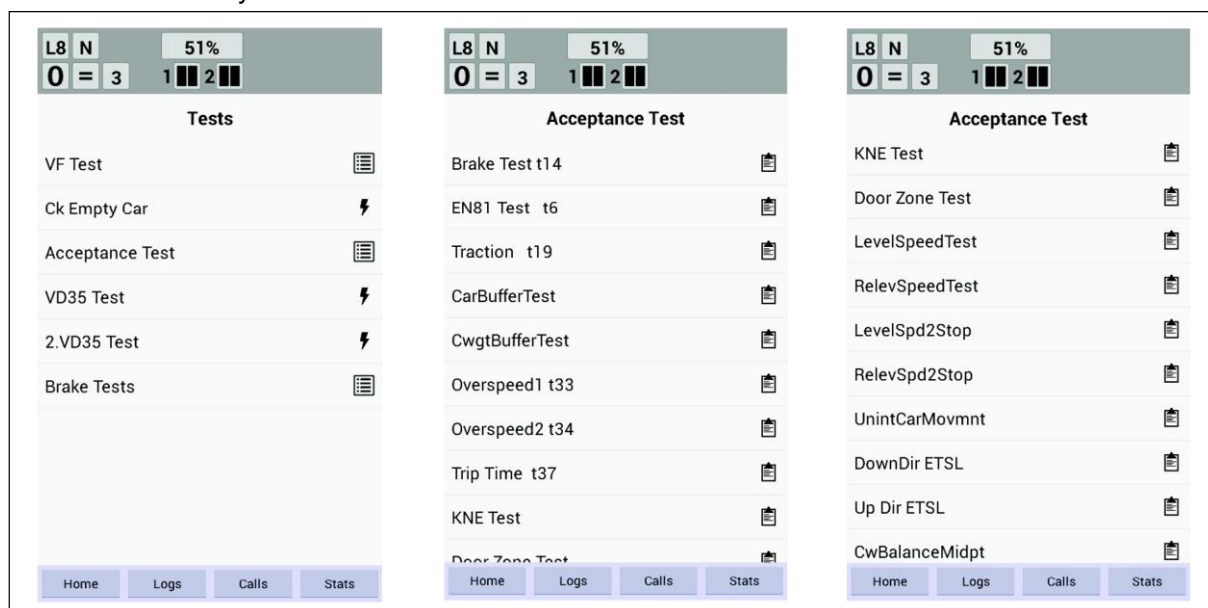 L8 N 51%
0 = 3 1 2
Tests
VF Test
Ck Empty Car
Acceptance Test
VD35 Test
2.VD35 Test
Brake Tests
Home Logs Calls Stats
L8 N 51%
0 = 3 1 2
Acceptance Test
Brake Test t14
EN81 Test t6
Traction t19
CarBufferTest
CwgtBufferTest
Overspeed1 t33
Overspeed2 t34
Trip Time t37
KNE Test
Door Zone Test
Home Logs Calls Stats
L8 N 51%
0 = 3 1 2
Acceptance Test
KNE Test
Door Zone Test
LevelSpeedTest
RelevSpeedTest
LevelSpd2Stop
RelevSpd2Stop
UnintCarMovmnt
DownDir ETSL
Up Dir ETSL
CwBalanceMidpt
Home Logs Calls Stats